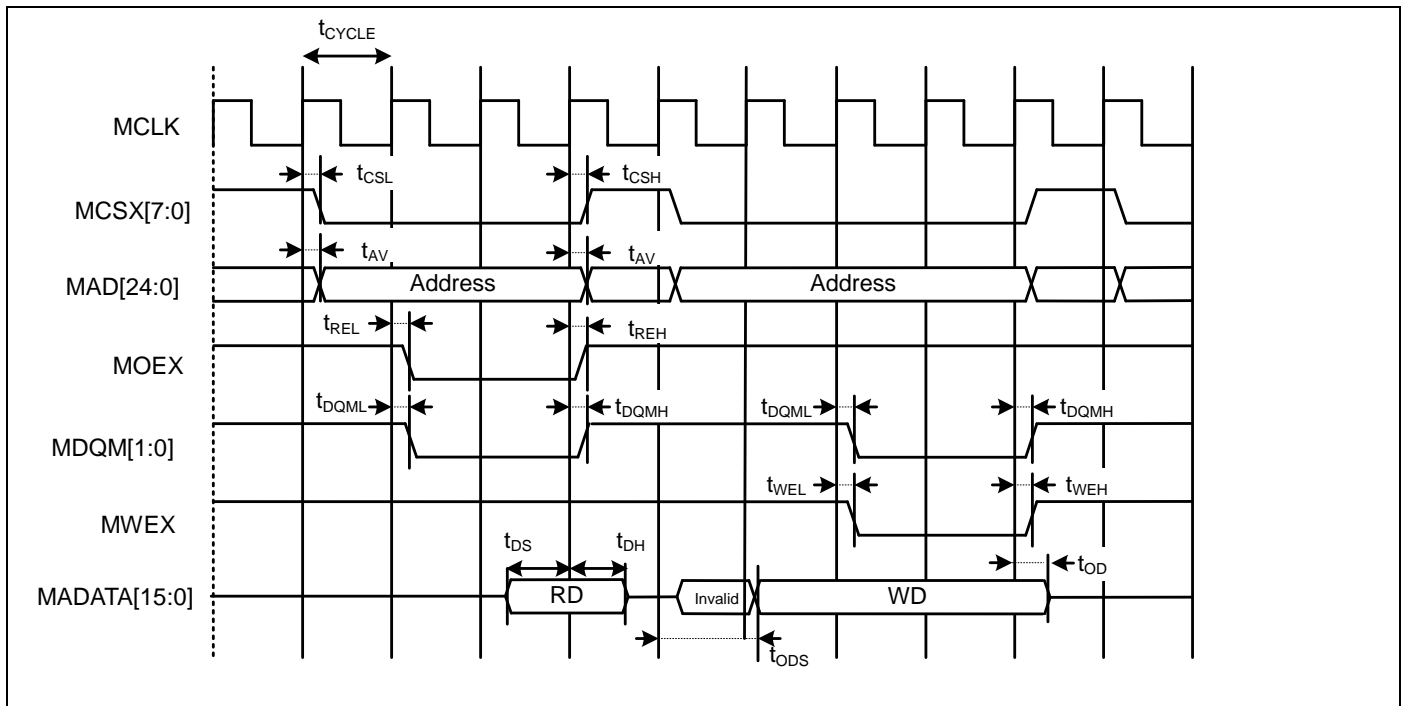 tCYCLE
MCLK
tCSL tCSH
MCSX[7:0]
tAV tAV
MAD[24:0] Address Address
tREL tREH
MOEX
tDQML tDQMH tDQML tDQMH
MDQM[1:0]
tWEL tWEH
MWEX
tDS tDH
tOD
MADATA[15:0] RD Invalid WD
tODS